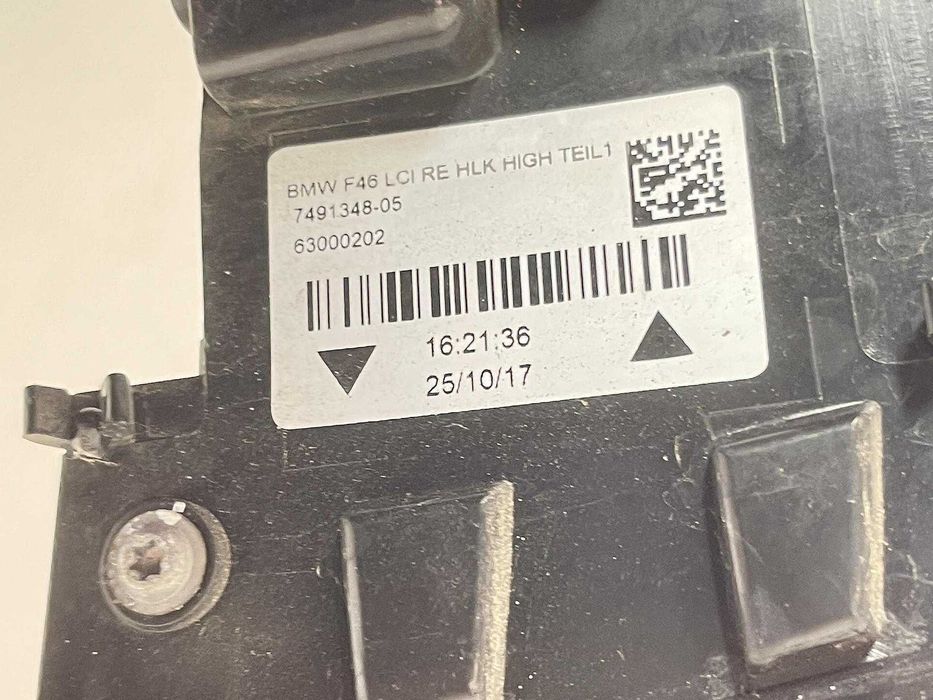 BMW F46 LCI RE HLK HIGH TEIL1
7491348-05
63000202
16:21:36
25/10/17